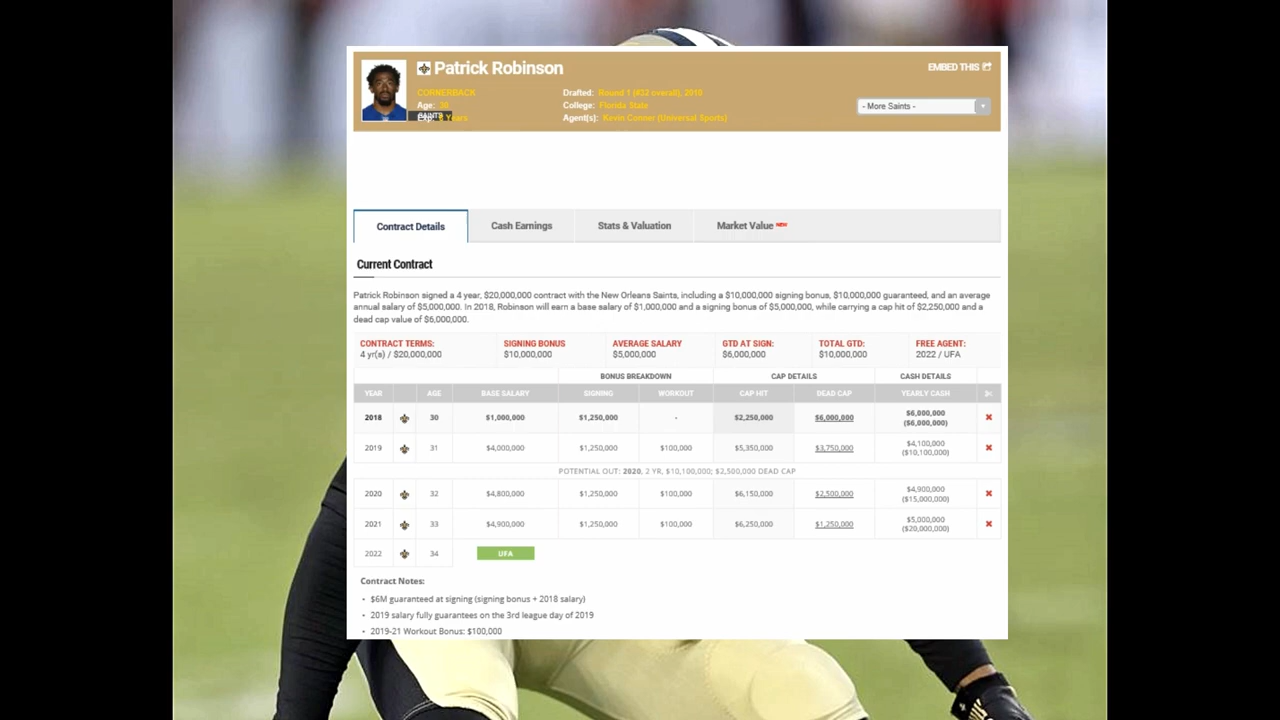 Patrick Robinson
EMBED THIS
CORNERBACK
Drafted: Round 1 (#32 overall), 2010
Age: 30
College: Florida State
- More Saints -
SAINTS
Exp: Years
Agent(s): Kevin Conner (Universal Sports)
Contract Details
Cash Earnings
Stats & Valuation
Market Value NEW
Current Contract
Patrick Robinson signed a 4 year, $20,000,000 contract with the New Orleans Saints, including a $10,000,000 signing bonus, $10,000,000 guaranteed, and an average
annual salary of $5,000,000. In 2018, Robinson will earn a base salary of $1,000,000 and a signing bonus of $5,000,000, while carrying a cap hit of $2,250,000 and a
dead cap value of $6,000,000.
CONTRACT TERMS: SIGNING BONUS AVERAGE SALARY GTD AT SIGN: TOTAL GTD: FREE AGENT:
4 yr(s) / $20,000,000 $10,000,000 $5,000,000 $6,000,000 $10,000,000 2022 / UFA
BONUS BREAKDOWN CAP DETAILS CASH DETAILS
YEAR AGE BASE SALARY SIGNING WORKOUT CAP HIT DEAD CAP YEARLY CASH
2018 30 $1,000,000 $1,250,000 - $2,250,000 $6,000,000 $6,000,000
($6,000,000)
2019 31 $4,000,000 $1,250,000 $100,000 $5,350,000 $3,750,000 $4,100,000
($10,100,000)
POTENTIAL OUT: 2020, 2 YR, $10,100,000; $2,500,000 DEAD CAP
2020 32 $4,800,000 $1,250,000 $100,000 $6,150,000 $2,500,000 $4,900,000
($15,000,000)
2021 33 $4,900,000 $1,250,000 $100,000 $6,250,000 $1,250,000 $5,000,000
($20,000,000)
2022 34 UFA
Contract Notes:
• $6M guaranteed at signing (signing bonus + 2018 salary)
• 2019 salary fully guarantees on the 3rd league day of 2019
• 2019-21 Workout Bonus: $100,000